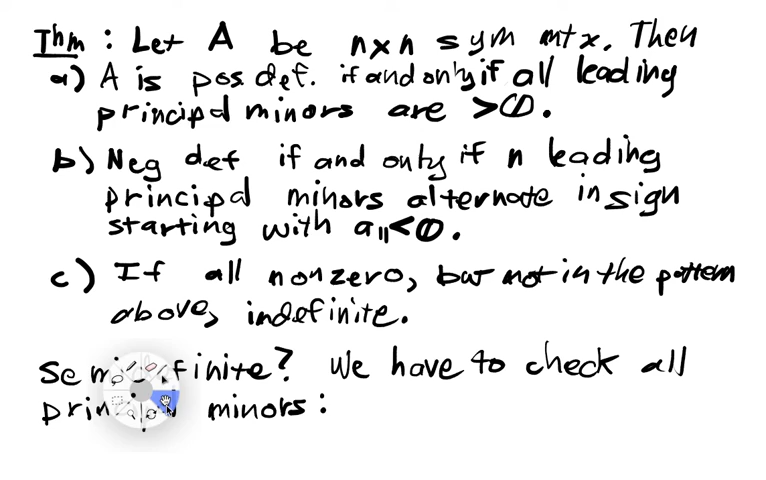 Thm : Let A be n×n sym mtx. Then
a) A is pos def. if and only if all leading
principal minors are >0.
b) Neg def if and only if n leading
principal minors alternate in sign
starting with a₁₁<0.
c) If all nonzero, but not in the pattern
above, indefinite.
We have to check all
minors: